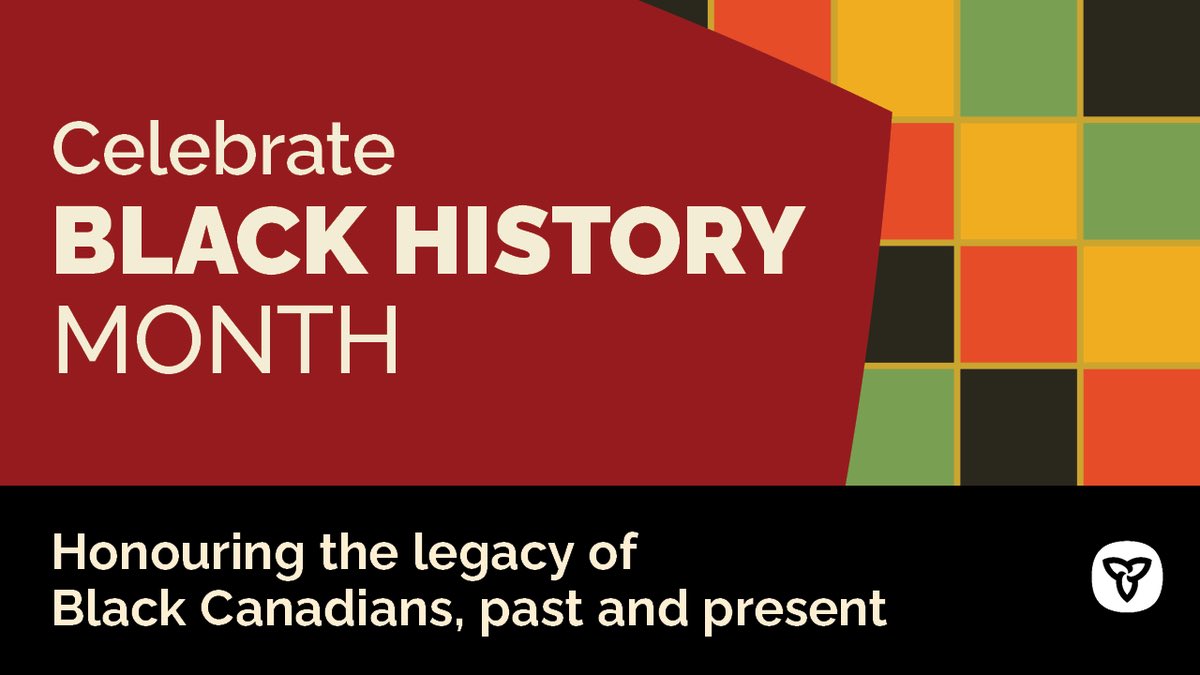 Celebrate
BLACK HISTORY
MONTH
Honouring the legacy of
Black Canadians, past and present